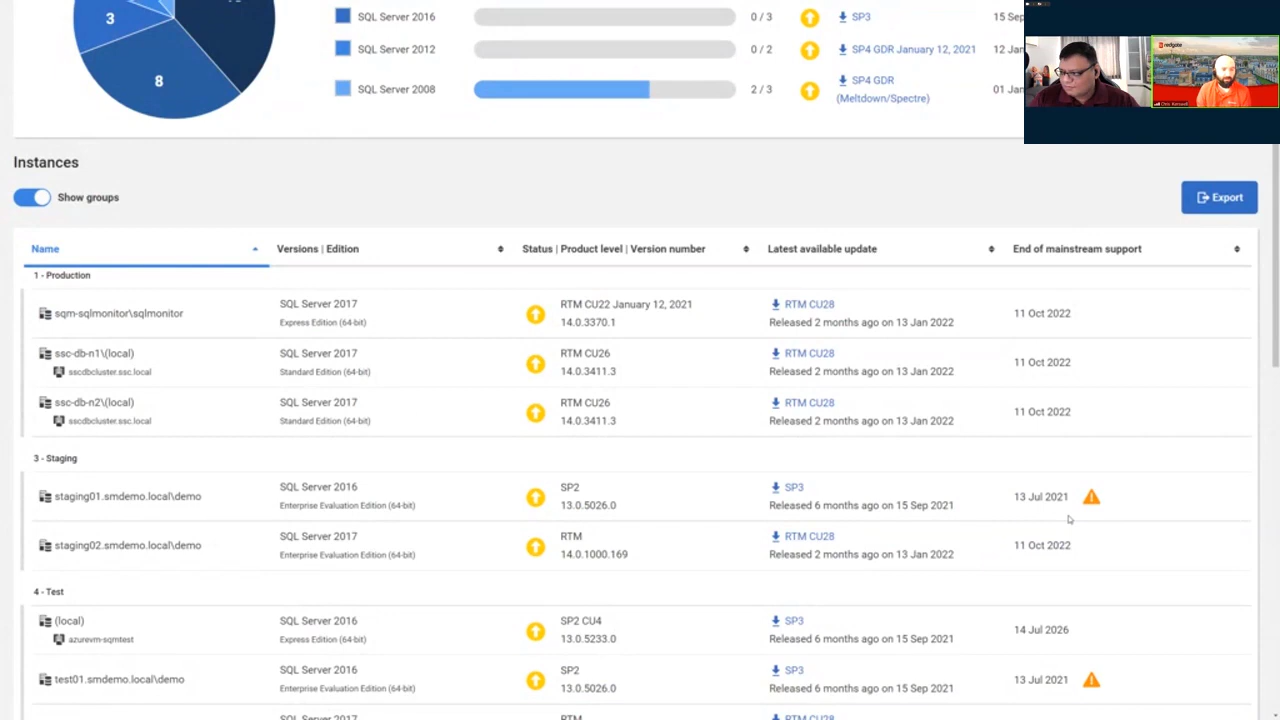 3
8
SQL Server 2016 0 / 3 SP3 15 Sep
SQL Server 2012 0 / 2 SP4 GDR January 12, 2021 12 Jan
SQL Server 2008 2 / 3 SP4 GDR (Meltdown/Spectre) 01 Jan
redgate
Instances
Show groups
Export
Name Versions | Edition Status | Product level | Version number Latest available update End of mainstream support
1 - Production
sqm-sqlmonitor\sqlmonitor SQL Server 2017 RTM CU22 January 12, 2021 RTM CU28 11 Oct 2022
Express Edition (64-bit) 14.0.3370.1 Released 2 months ago on 13 Jan 2022
ssc-db-n1\(local) SQL Server 2017 RTM CU26 RTM CU28 11 Oct 2022
sscdbcluster.ssc.local Standard Edition (64-bit) 14.0.3411.3 Released 2 months ago on 13 Jan 2022
ssc-db-n2\(local) SQL Server 2017 RTM CU26 RTM CU28 11 Oct 2022
sscdbcluster.ssc.local Standard Edition (64-bit) 14.0.3411.3 Released 2 months ago on 13 Jan 2022
3 - Staging
staging01.smdemo.local\demo SQL Server 2016 SP2 SP3 13 Jul 2021
Enterprise Evaluation Edition (64-bit) 13.0.5026.0 Released 6 months ago on 15 Sep 2021
staging02.smdemo.local\demo SQL Server 2017 RTM RTM CU28 11 Oct 2022
Enterprise Evaluation Edition (64-bit) 14.0.1000.169 Released 2 months ago on 13 Jan 2022
4 - Test
(local) SQL Server 2016 SP2 CU4 SP3 14 Jul 2026
azurevm-sqmtest Express Edition (64-bit) 13.0.5233.0 Released 6 months ago on 15 Sep 2021
test01.smdemo.local\demo SQL Server 2016 SP2 SP3 13 Jul 2021
Enterprise Evaluation Edition (64-bit) 13.0.5026.0 Released 6 months ago on 15 Sep 2021
SQL Server 2017 RTM RTM CU28